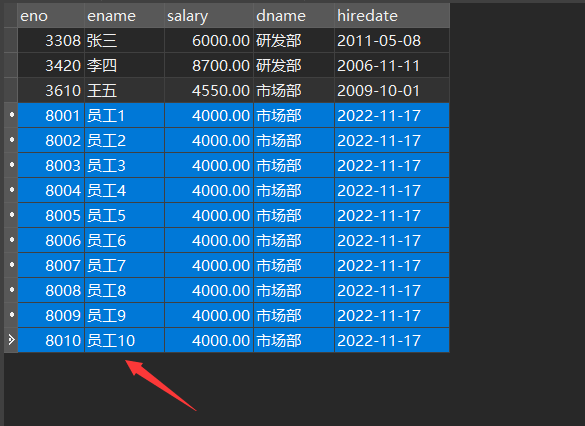 eno ename salary dname hiredate
3308 张三 6000.00 研发部 2011-05-08
3420 李四 8700.00 研发部 2006-11-11
3610 王五 4550.00 市场部 2009-10-01
8001 员工1 4000.00 市场部 2022-11-17
8002 员工2 4000.00 市场部 2022-11-17
8003 员工3 4000.00 市场部 2022-11-17
8004 员工4 4000.00 市场部 2022-11-17
8005 员工5 4000.00 市场部 2022-11-17
8006 员工6 4000.00 市场部 2022-11-17
8007 员工7 4000.00 市场部 2022-11-17
8008 员工8 4000.00 市场部 2022-11-17
8009 员工9 4000.00 市场部 2022-11-17
8010 员工10 4000.00 市场部 2022-11-17